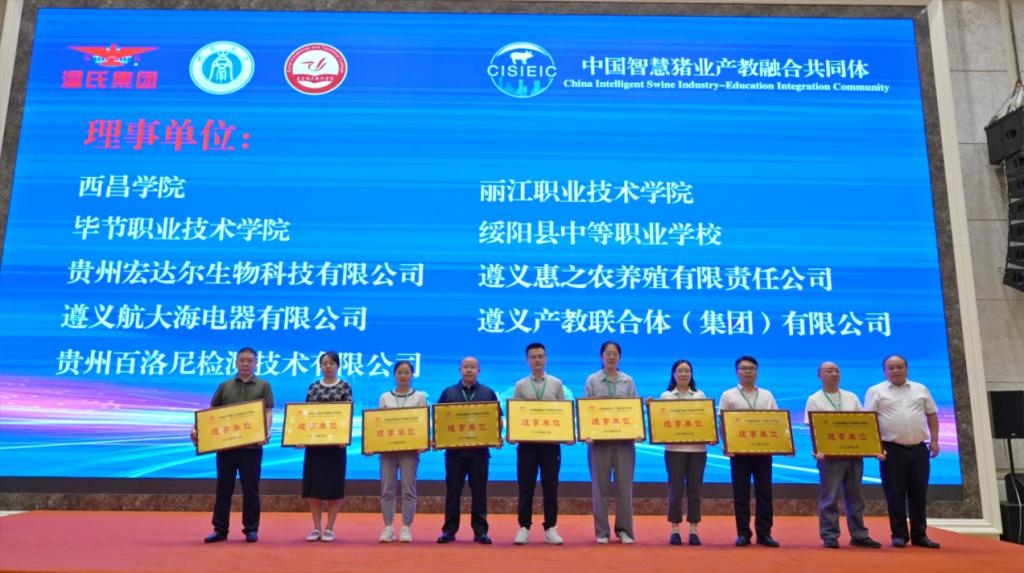 温氏集团
CISIEIC
中国智慧猪业产教融合共同体
China Intelligent Swine Industry-Education Integration Community
理事单位：
西昌学院
丽江职业技术学院
毕节职业技术学院
绥阳县中等职业学校
贵州宏达尔生物科技有限公司
遵义惠之农养殖有限责任公司
遵义航大海电器有限公司
遵义产教联合体（集团）有限公司
贵州百洛尼检测技术有限公司
理事单位
理事单位
理事单位
理事单位
理事单位
理事单位
理事单位
理事单位
理事单位